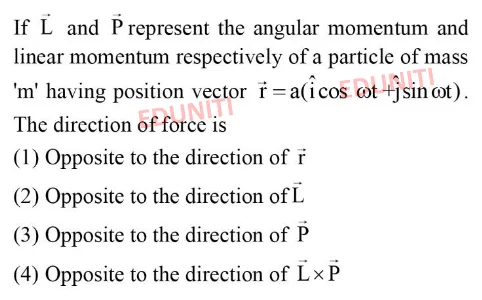 If L⃗ and P⃗ represent the angular momentum and
linear momentum respectively of a particle of mass
'm' having position vector r⃗ = a(î cos ωt + ĵ sin ωt).
The direction of force is
(1) Opposite to the direction of r⃗
(2) Opposite to the direction of L⃗
(3) Opposite to the direction of P⃗
(4) Opposite to the direction of L⃗ × P⃗
EDUNITI
EDUNITI